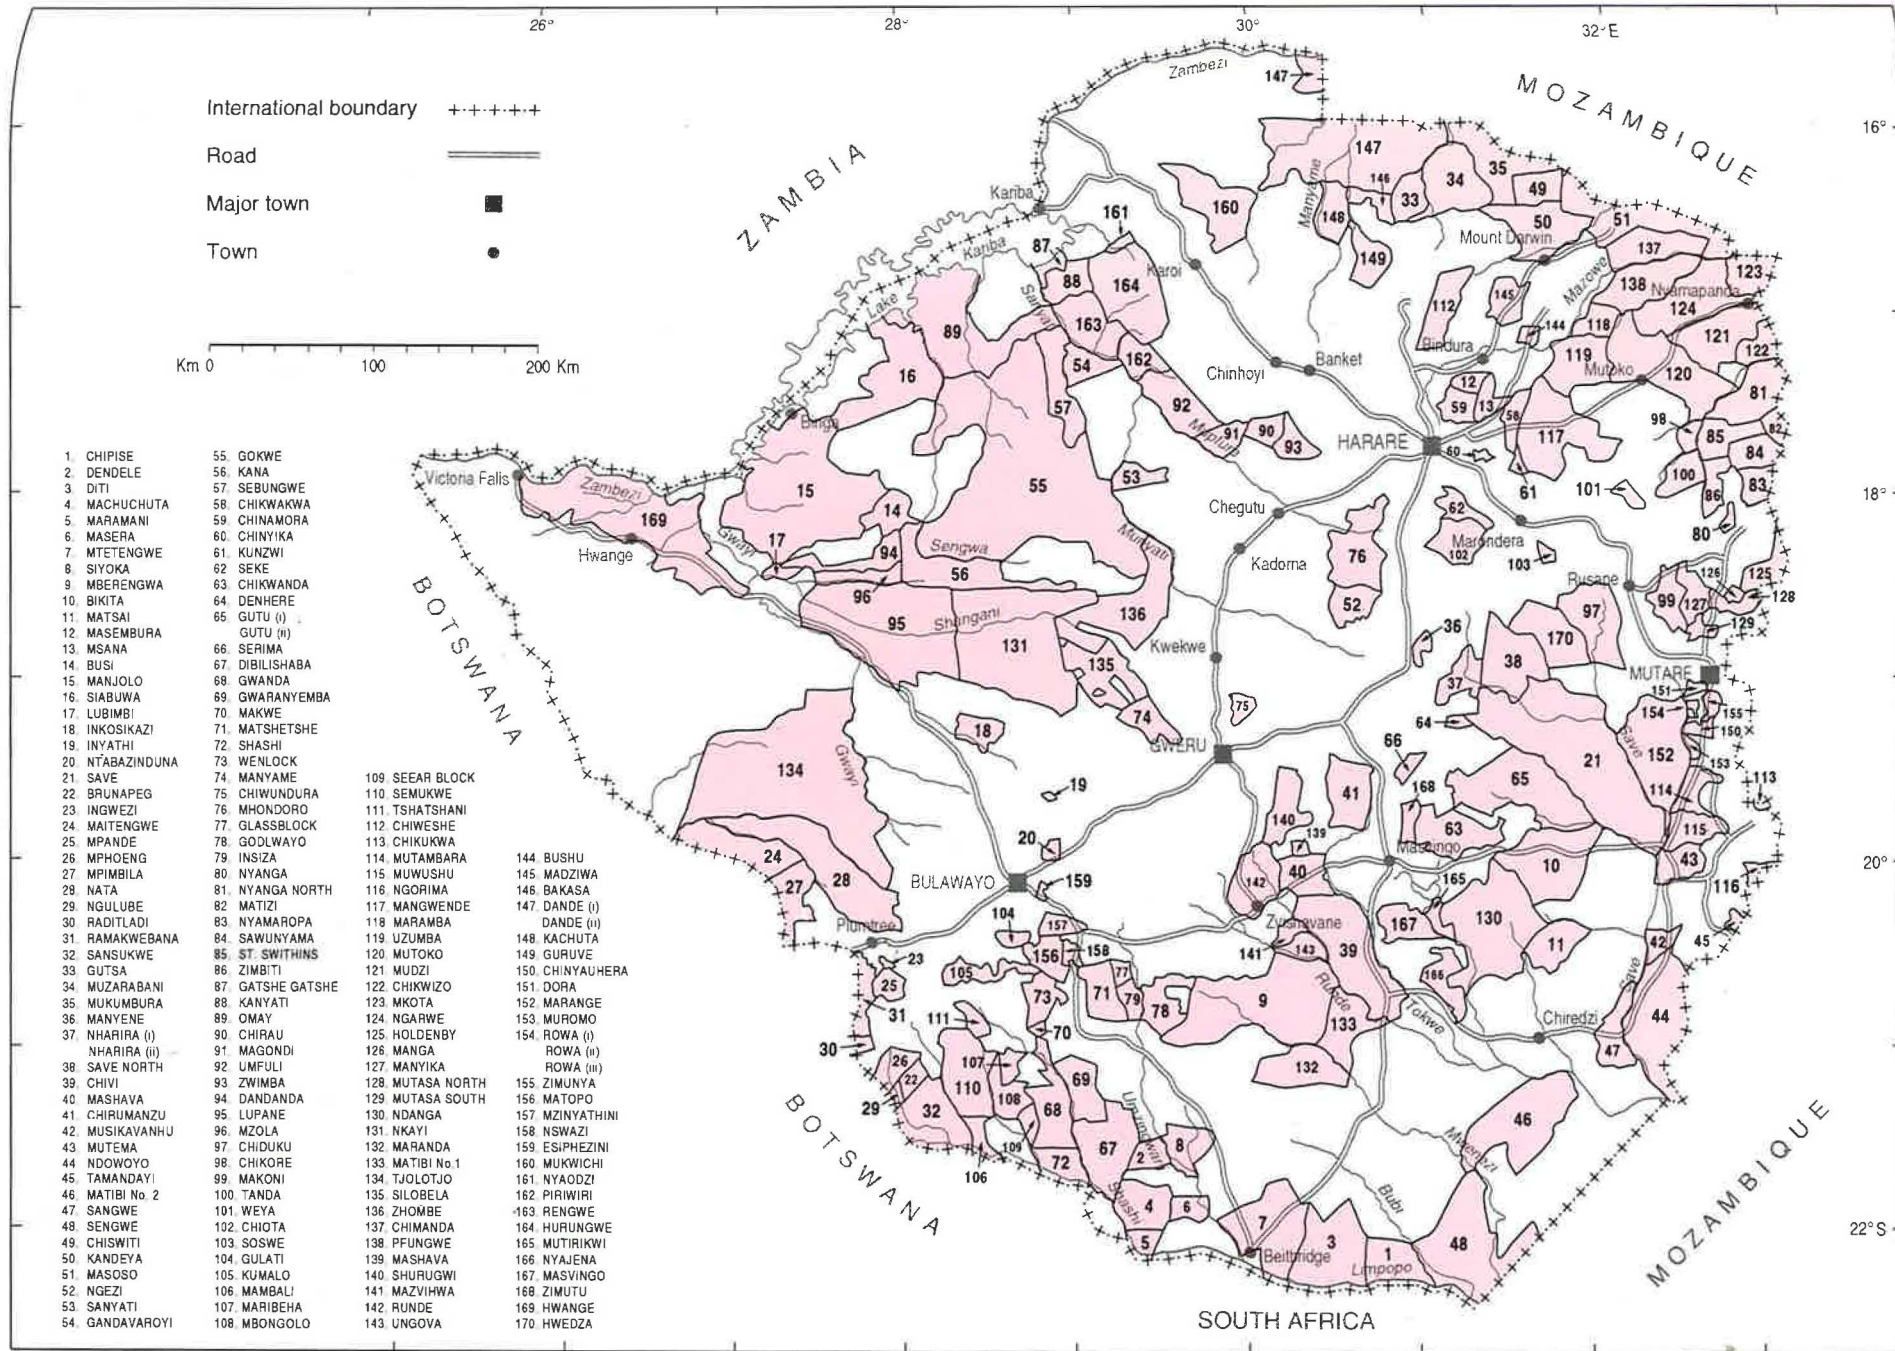 26°
28°
30°
32°E
16°
18°
20°
22°S
International boundary
Road
Major town
Town
Km 0 100 200 Km
ZAMBIA
MOZAMBIQUE
BOTSWANA
BOTSWANA
MOZAMBIQUE
SOUTH AFRICA
Zambezi
Kariba
Lake Kariba
Sanyati
Manyame
Karoi
Mount Darwin
Mazowe
Nyamapanda
Bindura
Banket
Chinhoyi
Mutoko
Binga
HARARE
Victoria Falls
Zambezi
Hwange
Gwayi
Sengwa
Munyati
Chegutu
Kadoma
Marondera
Rusape
Shangani
Kwekwe
MUTARE
Save
GWERU
Gwayi
Masvingo
BULAWAYO
Zvishavane
Plumtree
Runde
Tokwe
Chiredzi
Save
Umzingwani
Shashi
Mwenezi
Bubi
Beitbridge
Limpopo
1. CHIPISE
2. DENDELE
3. DITI
4. MACHUCHUTA
5. MARAMANI
6. MASERA
7. MTETENGWE
8. SIYOKA
9. MBERENGWA
10. BIKITA
11. MATSAI
12. MASEMBURA
13. MSANA
14. BUSI
15. MANJOLO
16. SIABUWA
17. LUBIMBI
18. INKOSIKAZI
19. INYATHI
20. NTABAZINDUNA
21. SAVE
22. BRUNAPEG
23. INGWEZI
24. MAITENGWE
25. MPANDE
26. MPHOENG
27. MPIMBILA
28. NATA
29. NGULUBE
30. RADITLADI
31. RAMAKWEBANA
32. SANSUKWE
33. GUTSA
34. MUZARABANI
35. MUKUMBURA
36. MANYENE
37. NHARIRA (i)
NHARIRA (ii)
38. SAVE NORTH
39. CHIVI
40. MASHAVA
41. CHIRUMANZU
42. MUSIKAVANHU
43. MUTEMA
44 NDOWOYO
45. TAMANDAYI
46. MATIBI No. 2
47. SANGWE
48. SENGWE
49. CHISWITI
50. KANDEYA
51. MASOSO
52. NGEZI
53. SANYATI
54. GANDAVAROYI
55. GOKWE
56. KANA
57. SEBUNGWE
58. CHIKWAKWA
59. CHINAMORA
60. CHINYIKA
61. KUNZWI
62 SEKE
63. CHIKWANDA
64. DENHERE
65. GUTU (i)
GUTU (ii)
66. SERIMA
67. DIBILISHABA
68. GWANDA
69. GWARANYEMBA
70. MAKWE
71. MATSHETSHE
72. SHASHI
73. WENLOCK
74. MANYAME
75. CHIWUNDURA
76. MHONDORO
77. GLASSBLOCK
78. GODLWAYO
79. INSIZA
80. NYANGA
81. NYANGA NORTH
82 MATIZI
83. NYAMAROPA
84. SAWUNYAMA
85. ST. SWITHINS
86. ZIMBITI
87. GATSHE GATSHE
88. KANYATI
89. OMAY
90. CHIRAU
91. MAGONDI
92. UMFULI
93. ZWIMBA
94. DANDANDA
95. LUPANE
96. MZOLA
97. CHIDUKU
98. CHIKORE
99. MAKONI
100. TANDA
101. WEYA
102. CHIOTA
103. SOSWE
104. GULATI
105. KUMALO
106. MAMBALI
107. MARIBEHA
108. MBONGOLO
109. SEEAR BLOCK
110. SEMUKWE
111. TSHATSHANI
112. CHIWESHE
113. CHIKUKWA
114. MUTAMBARA
115. MUWUSHU
116. NGORIMA
117. MANGWENDE
118 MARAMBA
119. UZUMBA
120. MUTOKO
121. MUDZI
122. CHIKWIZO
123. MKOTA
124. NGARWE
125. HOLDENBY
126. MANGA
127. MANYIKA
128. MUTASA NORTH
129. MUTASA SOUTH
130. NDANGA
131. NKAYI
132. MARANDA
133. MATIBI No.1
134. TJOLOTJO
135. SILOBELA
136. ZHOMBE
137. CHIMANDA
138. PFUNGWE
139. MASHAVA
140. SHURUGWI
141. MAZVIHWA
142. RUNDE
143. UNGOVA
144. BUSHU
145. MADZIWA
146. BAKASA
147. DANDE (i)
DANDE (ii)
148. KACHUTA
149. GURUVE
150. CHINYAUHERA
151. DORA
152. MARANGE
153. MUROMO
154. ROWA (i)
ROWA (ii)
ROWA (iii)
155. ZIMUNYA
156. MATOPO
157. MZINYATHINI
158. NSWAZI
159. ESIPHEZINI
160. MUKWICHI
161. NYAODZI
162. PIRIWIRI
163. RENGWE
164. HURUNGWE
165. MUTIRIKWI
166. NYAJENA
167. MASVINGO
168. ZIMUTU
169. HWANGE
170. HWEDZA